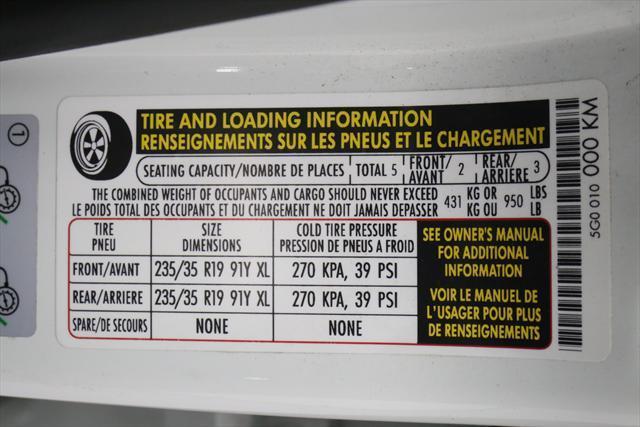 1
TIRE AND LOADING INFORMATION
RENSEIGNEMENTS SUR LES PNEUS ET LE CHARGEMENT
SEATING CAPACITY/NOMBRE DE PLACES TOTAL 5 FRONT/AVANT 2 REAR/ARRIERE 3
THE COMBINED WEIGHT OF OCCUPANTS AND CARGO SHOULD NEVER EXCEED 431 KG OR 950 LBS
LE POIDS TOTAL DES OCCUPANTS ET DU CHARGEMENT NE DOIT JAMAIS DEPASSER KG OU LB
TIRE SIZE COLD TIRE PRESSURE
PNEU DIMENSIONS PRESSION DE PNEUS A FROID
FRONT/AVANT 235/35 R19 91Y XL 270 KPA, 39 PSI
REAR/ARRIERE 235/35 R19 91Y XL 270 KPA, 39 PSI
SPARE/DE SECOURS NONE NONE
SEE OWNER'S MANUAL
FOR ADDITIONAL
INFORMATION
VOIR LE MANUEL DE
L'USAGER POUR PLUS
DE RENSEIGNEMENTS
5G0 010 000 KM